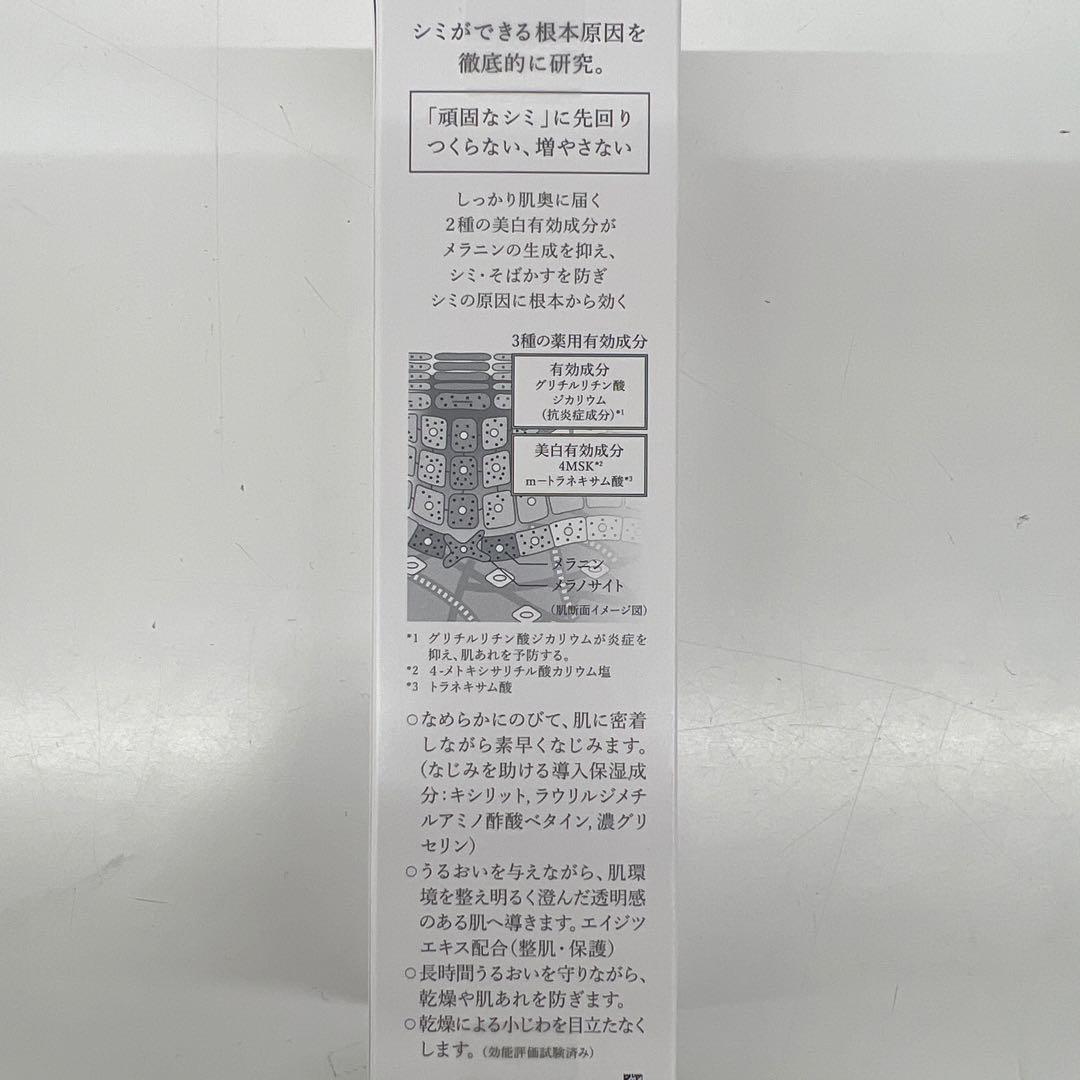 シミができる根本原因を
徹底的に研究。
「頑固なシミ」に先回り
つくらない、増やさない
しっかり肌奥に届く
2種の美白有効成分が
メラニンの生成を抑え、
シミ・そばかすを防ぎ
シミの原因に根本から効く
3種の薬用有効成分
有効成分
グリチルリチン酸
ジカリウム
(抗炎症成分)*1
美白有効成分
4MSK*2
m－トラネキサム酸*3
メラニン
メラノサイト
(肌断面イメージ図)
*1 グリチルリチン酸ジカリウムが炎症を
抑え、肌あれを予防する。
*2 4-メトキシサリチル酸カリウム塩
*3 トラネキサム酸
○なめらかにのびて、肌に密着
しながら素早くなじみます。
(なじみを助ける導入保湿成
分:キシリット,ラウリルジメチ
ルアミノ酢酸ベタイン,濃グリ
セリン)
○うるおいを与えながら、肌環
境を整え明るく澄んだ透明感
のある肌へ導きます。エイジツ
エキス配合(整肌・保護)
○長時間うるおいを守りながら、
乾燥や肌あれを防ぎます。
○乾燥による小じわを目立たなく
します。(効能評価試験済み)